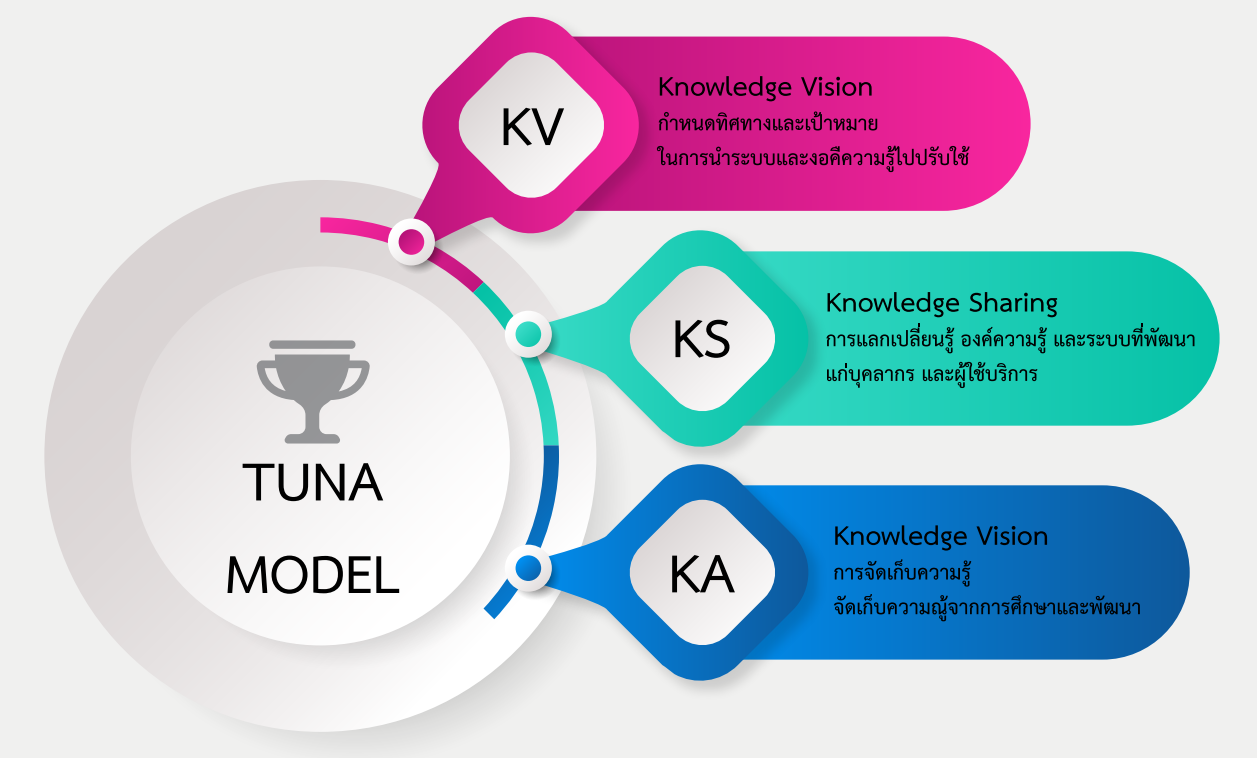 KV
Knowledge Vision
กำหนดทิศทางและเป้าหมาย
ในการนำระบบและงอคืความรู้ไปปรับใช้
KS
Knowledge Sharing
การแลกเปลี่ยนรู้ องค์ความรู้ และระบบที่พัฒนา
แก่บุคลากร และผู้ใช้บริการ
TUNA
MODEL
KA
Knowledge Vision
การจัดเก็บความรู้
จัดเก็บความณู้จากการศึกษาและพัฒนา